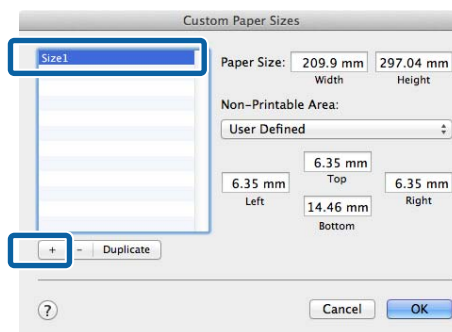 Custom Paper Sizes
Size1
Paper Size: 209.9 mm 297.04 mm
Width Height
Non-Printable Area:
User Defined
6.35 mm
Top
6.35 mm 6.35 mm
Left Right
14.46 mm
Bottom
+ - Duplicate
? Cancel OK